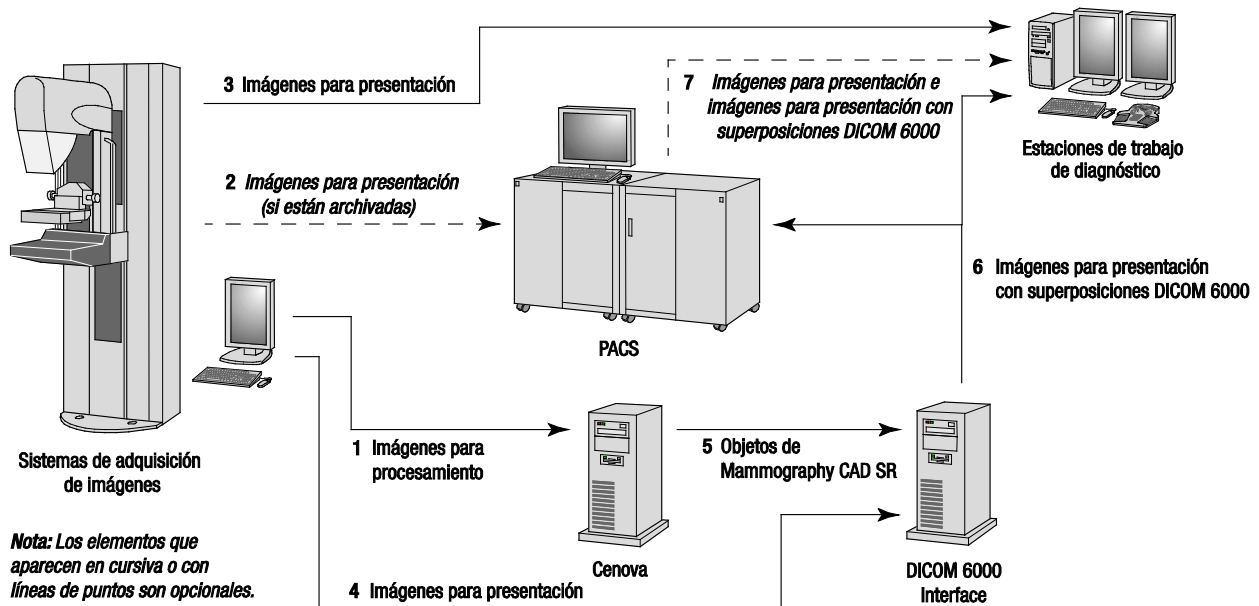 3 Imágenes para presentación
7 Imágenes para presentación e
imágenes para presentación con
superposiciones DICOM 6000
Estaciones de trabajo
de diagnóstico
2 Imágenes para presentación
(si están archivadas)
6 Imágenes para presentación
con superposiciones DICOM 6000
PACS
Sistemas de adquisición
de imágenes
1 Imágenes para
procesamiento
5 Objetos de
Mammography CAD SR
Cenova
DICOM 6000
Interface
Nota: Los elementos que
aparecen en cursiva o con
líneas de puntos son opcionales.
4 Imágenes para presentación